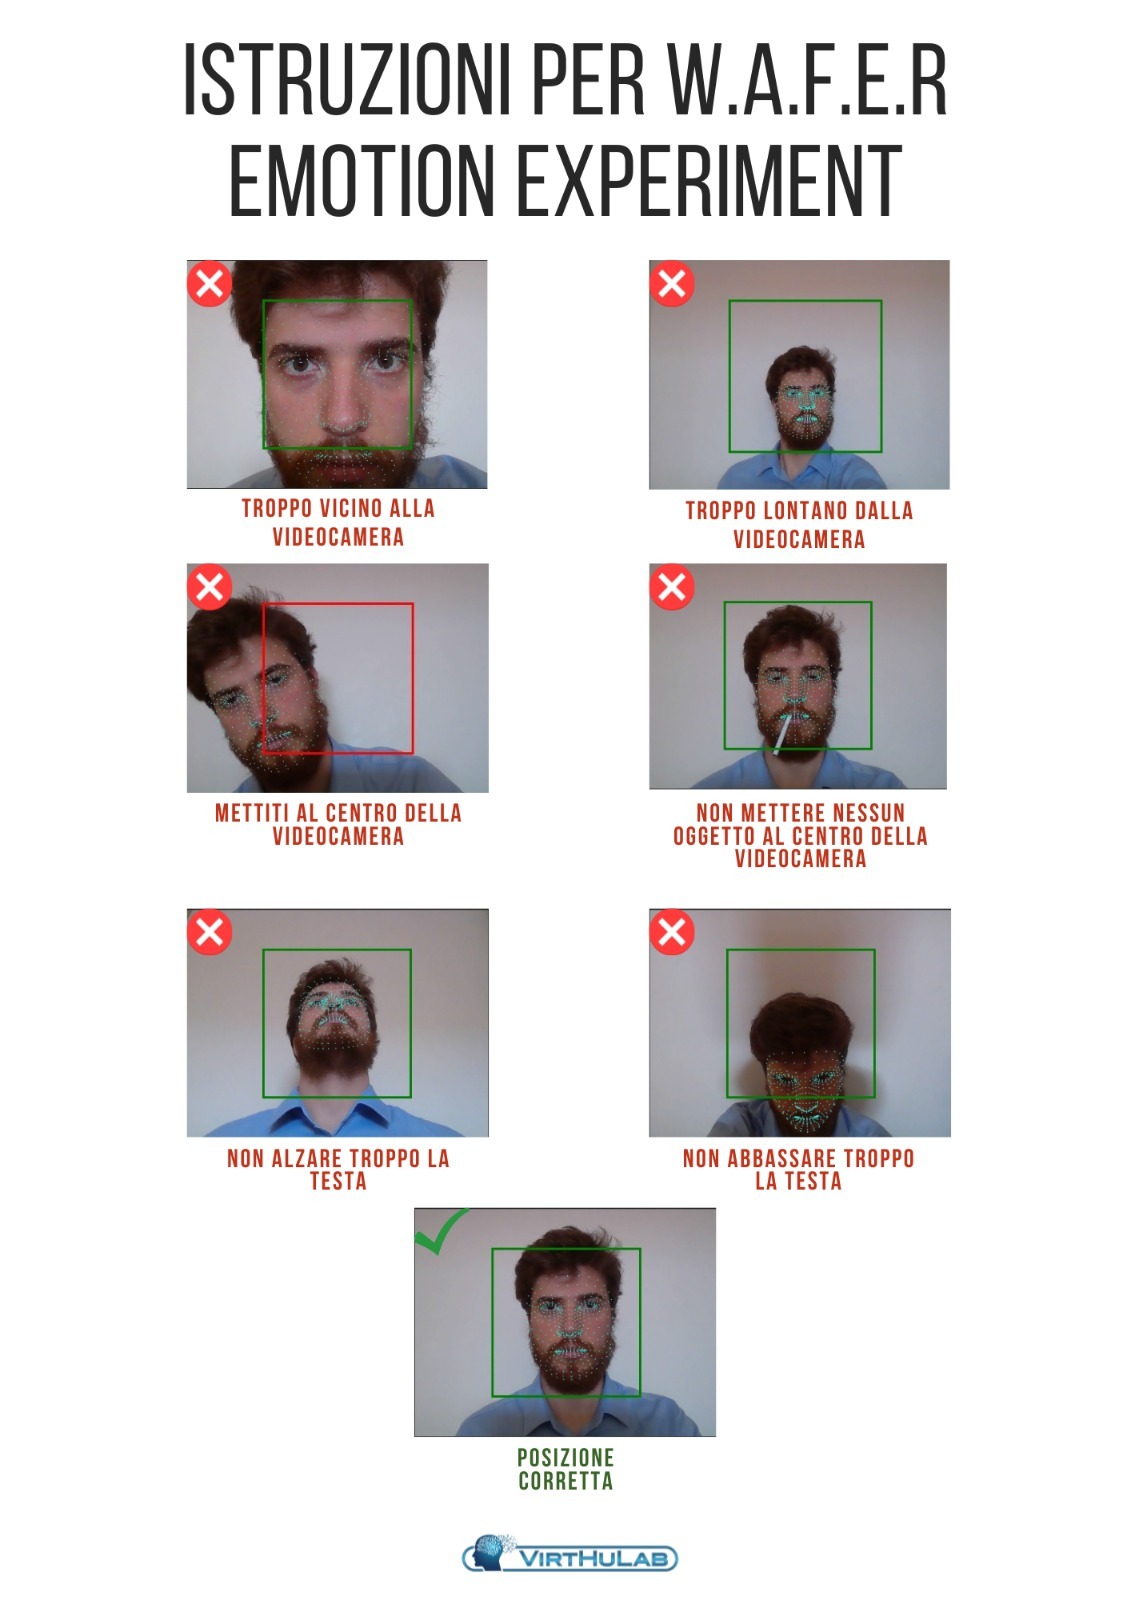 ISTRUZIONI PER W.A.F.E.R
EMOTION EXPERIMENT
TROPPO VICINO ALLA
VIDEOCAMERA
TROPPO LONTANO DALLA
VIDEOCAMERA
METTITI AL CENTRO DELLA
VIDEOCAMERA
NON METTERE NESSUN
OGGETTO AL CENTRO DELLA
VIDEOCAMERA
NON ALZARE TROPPO LA
TESTA
NON ABBASSARE TROPPO
LA TESTA
POSIZIONE
CORRETTA
VIRTHULAB